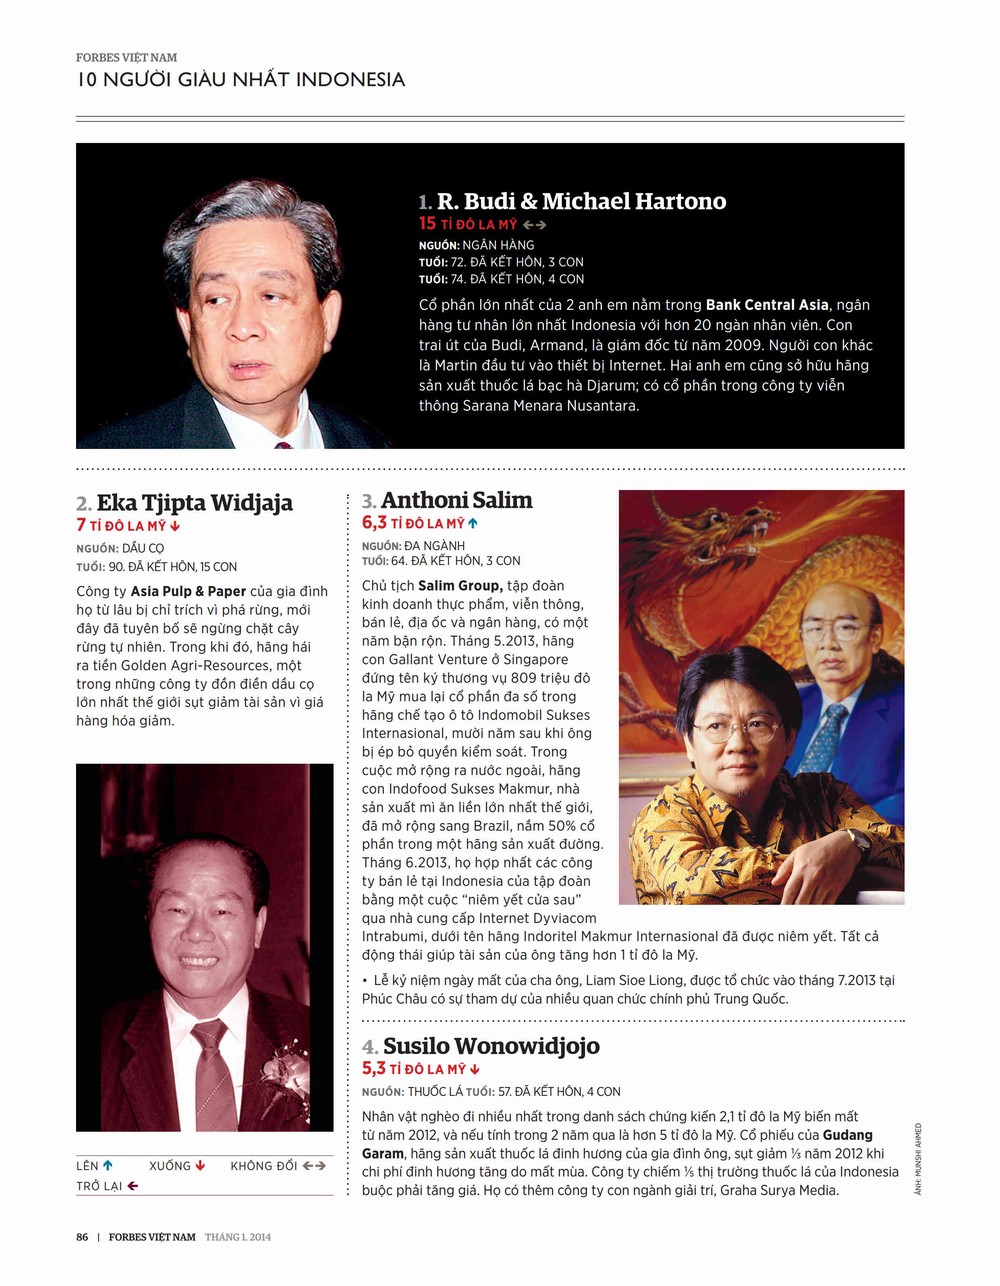 FORBES VIỆT NAM
10 NGƯỜI GIÀU NHẤT INDONESIA
1. R. Budi & Michael Hartono
15 TỈ ĐÔ LA MỸ ←→
NGUỒN: NGÂN HÀNG
TUỔI: 72. ĐÃ KẾT HÔN, 3 CON
TUỔI: 74. ĐÃ KẾT HÔN, 4 CON
Cổ phần lớn nhất của 2 anh em nằm trong Bank Central Asia, ngân
hàng tư nhân lớn nhất Indonesia với hơn 20 ngàn nhân viên. Con
trai út của Budi, Armand, là giám đốc từ năm 2009. Người con khác
là Martin đầu tư vào thiết bị Internet. Hai anh em cũng sở hữu hãng
sản xuất thuốc lá bạc hà Djarum; có cổ phần trong công ty viễn
thông Sarana Menara Nusantara.
2. Eka Tjipta Widjaja
7 TỈ ĐÔ LA MỸ ↓
NGUỒN: DẦU CỌ
TUỔI: 90. ĐÃ KẾT HÔN, 15 CON
Công ty Asia Pulp & Paper của gia đình
họ từ lâu bị chỉ trích vì phá rừng, mới
đây đã tuyên bố sẽ ngừng chặt cây
rừng tự nhiên. Trong khi đó, hãng hái
ra tiền Golden Agri-Resources, một
trong những công ty đồn điền dầu cọ
lớn nhất thế giới sụt giảm tài sản vì giá
hàng hóa giảm.
3. Anthoni Salim
6,3 TỈ ĐÔ LA MỸ ↑
NGUỒN: ĐA NGÀNH
TUỔI: 64. ĐÃ KẾT HÔN, 3 CON
Chủ tịch Salim Group, tập đoàn
kinh doanh thực phẩm, viễn thông,
bán lẻ, địa ốc và ngân hàng, có một
năm bận rộn. Tháng 5.2013, hãng
con Gallant Venture ở Singapore
đứng tên ký thương vụ 809 triệu đô
la Mỹ mua lại cổ phần đa số trong
hãng chế tạo ô tô Indomobil Sukses
Internasional, mười năm sau khi ông
bị ép bỏ quyền kiểm soát. Trong
cuộc mở rộng ra nước ngoài, hãng
con Indofood Sukses Makmur, nhà
sản xuất mì ăn liền lớn nhất thế giới,
đã mở rộng sang Brazil, nắm 50% cổ
phần trong một hãng sản xuất đường.
Tháng 6.2013, họ hợp nhất các công
ty bán lẻ tại Indonesia của tập đoàn
bằng một cuộc “niêm yết cửa sau”
qua nhà cung cấp Internet Dyviacom
Intrabumi, dưới tên hãng Indoritel Makmur Internasional đã được niêm yết. Tất cả
động thái giúp tài sản của ông tăng hơn 1 tỉ đô la Mỹ.
• Lễ kỷ niệm ngày mất của cha ông, Liam Sioe Liong, được tổ chức vào tháng 7.2013 tại
Phúc Châu có sự tham dự của nhiều quan chức chính phủ Trung Quốc.
4. Susilo Wonowidjojo
5,3 TỈ ĐÔ LA MỸ ↓
NGUỒN: THUỐC LÁ TUỔI: 57. ĐÃ KẾT HÔN, 4 CON
Nhân vật nghèo đi nhiều nhất trong danh sách chứng kiến 2,1 tỉ đô la Mỹ biến mất
từ năm 2012, và nếu tính trong 2 năm qua là hơn 5 tỉ đô la Mỹ. Cổ phiếu của Gudang
Garam, hãng sản xuất thuốc lá đinh hương của gia đình ông, sụt giảm ⅓ năm 2012 khi
chi phí đinh hương tăng do mất mùa. Công ty chiếm ⅕ thị trường thuốc lá của Indonesia
buộc phải tăng giá. Họ có thêm công ty con ngành giải trí, Graha Surya Media.
LÊN ↑ XUỐNG ↓ KHÔNG ĐỔI ←→
TRỞ LẠI ←
ẢNH: MUNSHI AHMED
86 | FORBES VIỆT NAM THÁNG 1. 2014